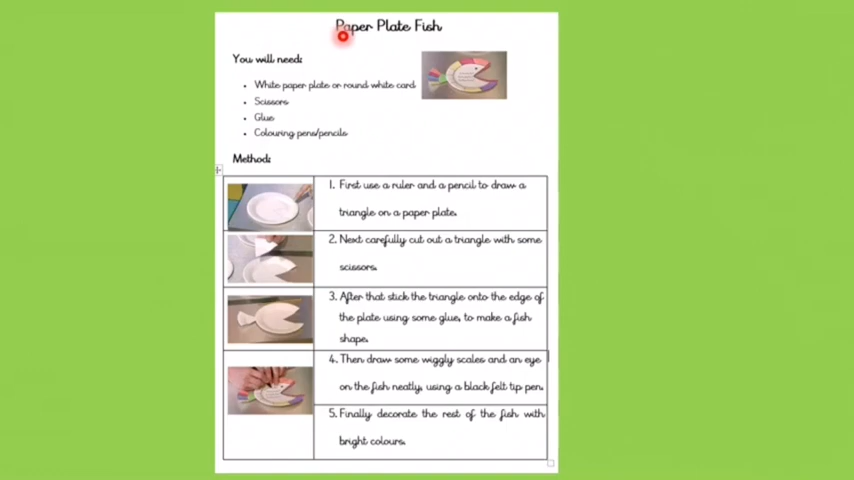 Paper Plate Fish
You will need:
• White paper plate or round white card
• Scissors
• Glue
• Colouring pens/pencils
Method:
1. First use a ruler and a pencil to draw a
triangle on a paper plate.
2. Next carefully cut out a triangle with some
scissors.
3. After that stick the triangle onto the edge of
the plate using some glue, to make a fish
shape.
4. Then draw some wiggly scales and an eye
on the fish neatly, using a black felt tip pen.
5. Finally decorate the rest of the fish with
bright colours.